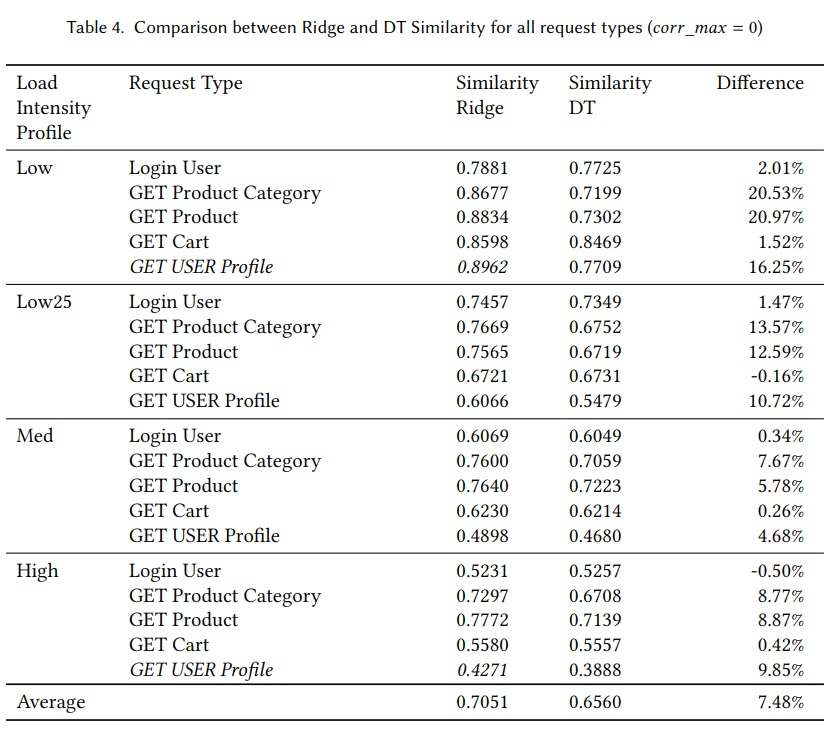 Table 4. Comparison between Ridge and DT Similarity for all request types (corr_max = 0)
Load Intensity Profile Request Type Similarity Ridge Similarity DT Difference
Low Login User 0.7881 0.7725 2.01%
GET Product Category 0.8677 0.7199 20.53%
GET Product 0.8834 0.7302 20.97%
GET Cart 0.8598 0.8469 1.52%
GET USER Profile 0.8962 0.7709 16.25%
Low25 Login User 0.7457 0.7349 1.47%
GET Product Category 0.7669 0.6752 13.57%
GET Product 0.7565 0.6719 12.59%
GET Cart 0.6721 0.6731 -0.16%
GET USER Profile 0.6066 0.5479 10.72%
Med Login User 0.6069 0.6049 0.34%
GET Product Category 0.7600 0.7059 7.67%
GET Product 0.7640 0.7223 5.78%
GET Cart 0.6230 0.6214 0.26%
GET USER Profile 0.4898 0.4680 4.68%
High Login User 0.5231 0.5257 -0.50%
GET Product Category 0.7297 0.6708 8.77%
GET Product 0.7772 0.7139 8.87%
GET Cart 0.5580 0.5557 0.42%
GET USER Profile 0.4271 0.3888 9.85%
Average 0.7051 0.6560 7.48%